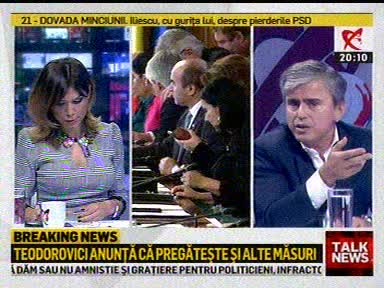 21 - DOVADA MINCIUNII. Iliescu, cu gurița lui, despre pierderile PSD
20:10
BREAKING NEWS
TEODOROVICI ANUNȚĂ CĂ PREGĂTEȘTE ȘI ALTE MĂSURI
TALK
NEWS
Ă DĂM SAU NU AMNISTIE ȘI GRAȚIERE PENTRU POLITICIENI, INFRACTO